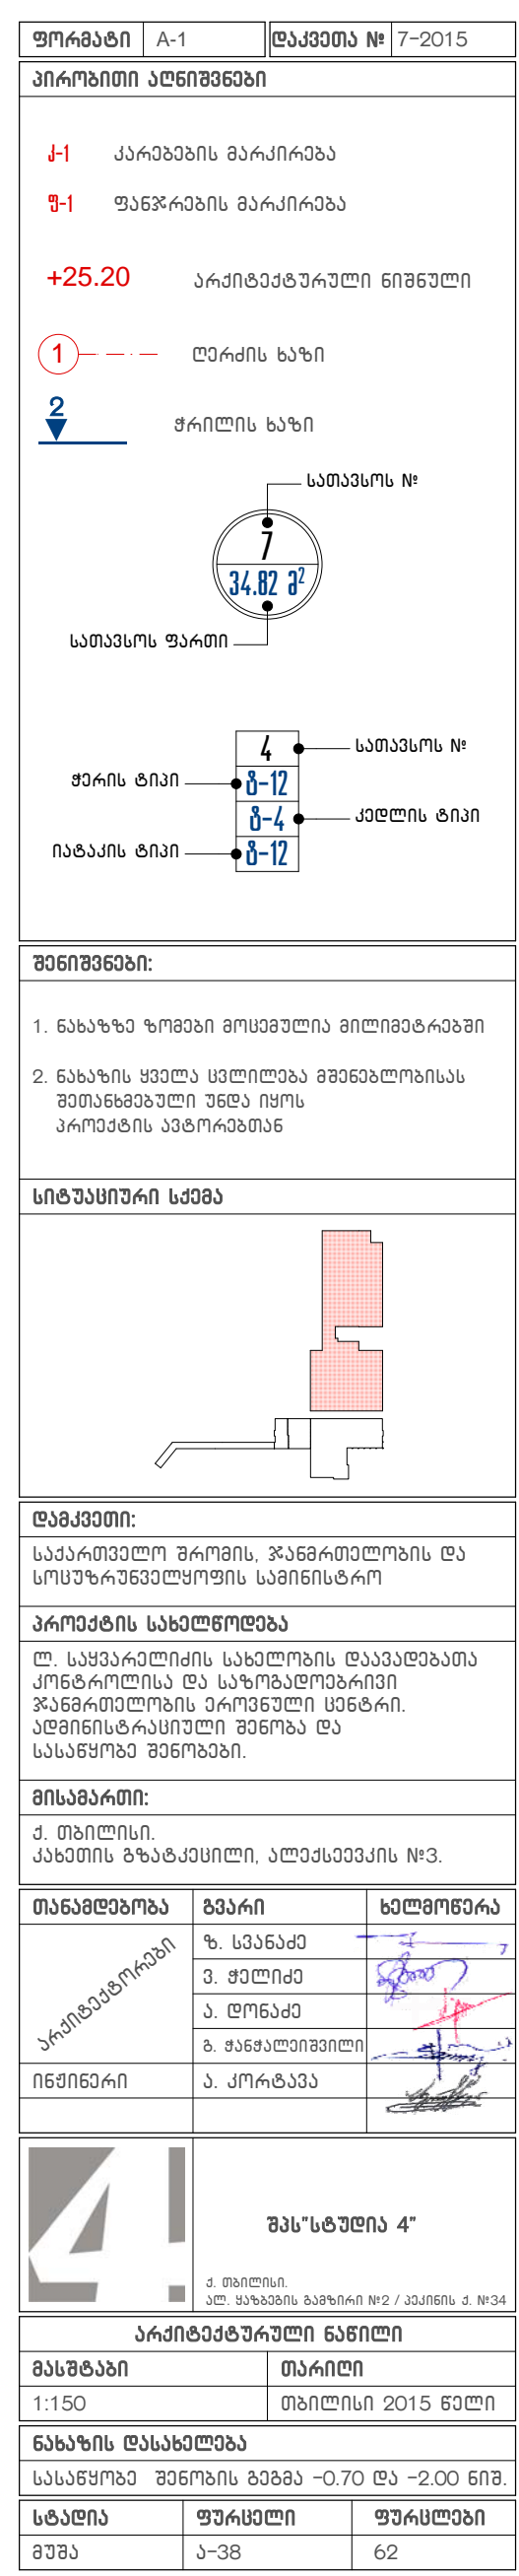 ფორმატი A-1 დაკვეთა № 7-2015
პირობითი აღნიშვნები
კ-1 კარებების მარკირება
ფ-1 ფანჯრების მარკირება
+25.20 არქიტექტურული ნიშნული
1 ღერძის ხაზი
2 ჭრილის ხაზი
სათავსოს №
7
34.82 მ²
სათავსოს ფართი
4 სათავსოს №
ჭერის ტიპი ბ-12
ბ-4 კედლის ტიპი
იატაკის ტიპი ბ-12
შენიშვნები:
1. ნახაზზე ზომები მოცემულია მილიმეტრებში
2. ნახაზის ყველა ცვლილება მშენებლობისას
შეთანხმებული უნდა იყოს
პროექტის ავტორებთან
სიტუაციური სქემა
დამკვეთი:
საქართველო შრომის, ჯანმრთელობის და
სოცუზრუნველყოფის სამინისტრო
პროექტის სახელწოდება
ლ. საყვარელიძის სახელობის დაავადებათა
კონტროლისა და საზოგადოებრივი
ჯანმრთელობის ეროვნული ცენტრი.
ადმინისტრაციული შენობა და
სასაწყობე შენობები.
მისამართი:
ქ. თბილისი.
კახეთის გზატკეცილი, ალექსეევკის №3.
თანამდებობა გვარი ხელმოწერა
არქიტექტორები
ზ. სვანაძე
ვ. ჭელიძე
ა. დონაძე
გ. ჭანჭალეიშვილი
ინჟინერი ა. კორტავა
4!
შპს"სტუდია 4"
ქ. თბილისი.
ალ. ყაზბეგის გამზირი №2 / პეკინის ქ. №34
არქიტექტურული ნაწილი
მასშტაბი თარიღი
1:150 თბილისი 2015 წელი
ნახაზის დასახელება
სასაწყობე შენობის გეგმა -0.70 და -2.00 ნიშ.
სტადია ფურცელი ფურცლები
მუშა ა-38 62